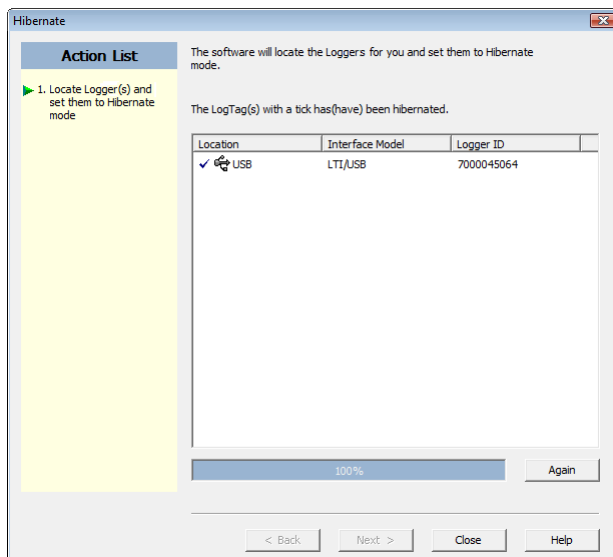 Hibernate
Action List
1. Locate Logger(s) and
set them to Hibernate
mode
The software will locate the Loggers for you and set them to Hibernate
mode.
The LogTag(s) with a tick has(have) been hibernated.
Location Interface Model Logger ID
USB LTI/USB 7000045064
100% Again
< Back Next > Close Help